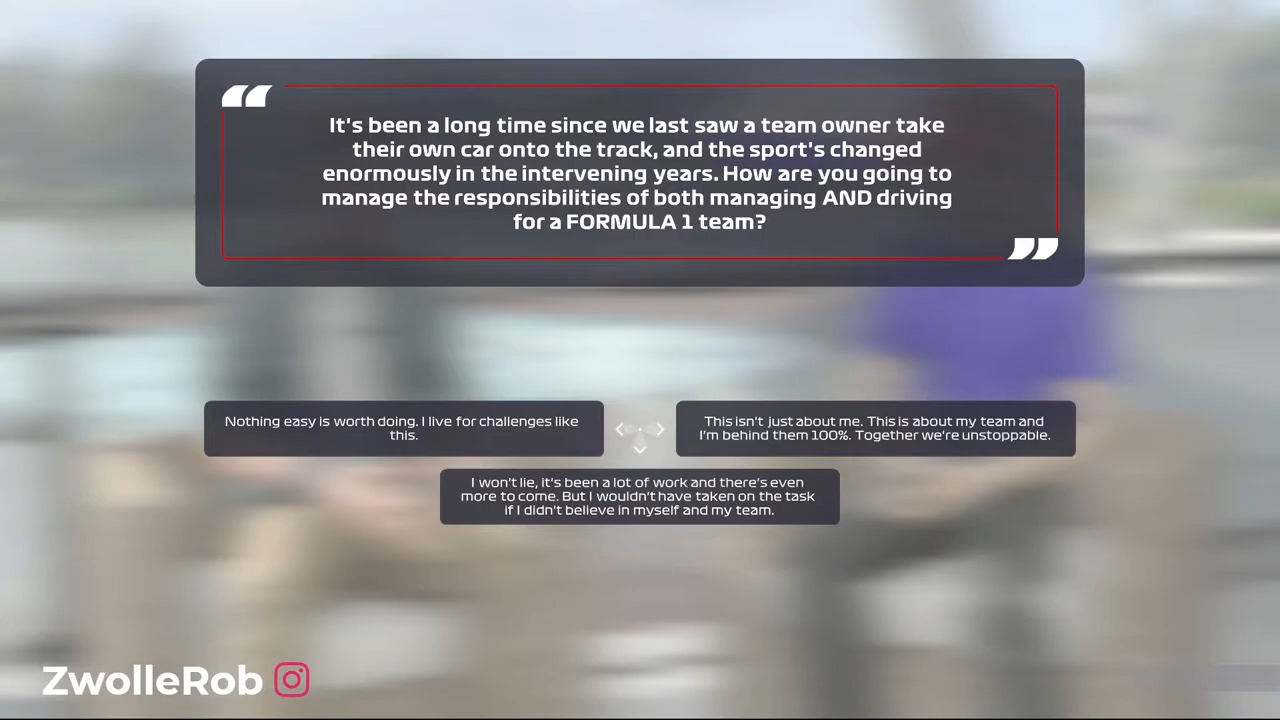 It's been a long time since we last saw a team owner take
their own car onto the track, and the sport's changed
enormously in the intervening years. How are you going to
manage the responsibilities of both managing AND driving
for a FORMULA 1 team?
Nothing easy is worth doing. I live for challenges like
this.
This isn't just about me. This is about my team and
I'm behind them 100%. Together we're unstoppable.
I won't lie, it's been a lot of work and there's even
more to come. But I wouldn't have taken on the task
if I didn't believe in myself and my team.
ZwolleRob